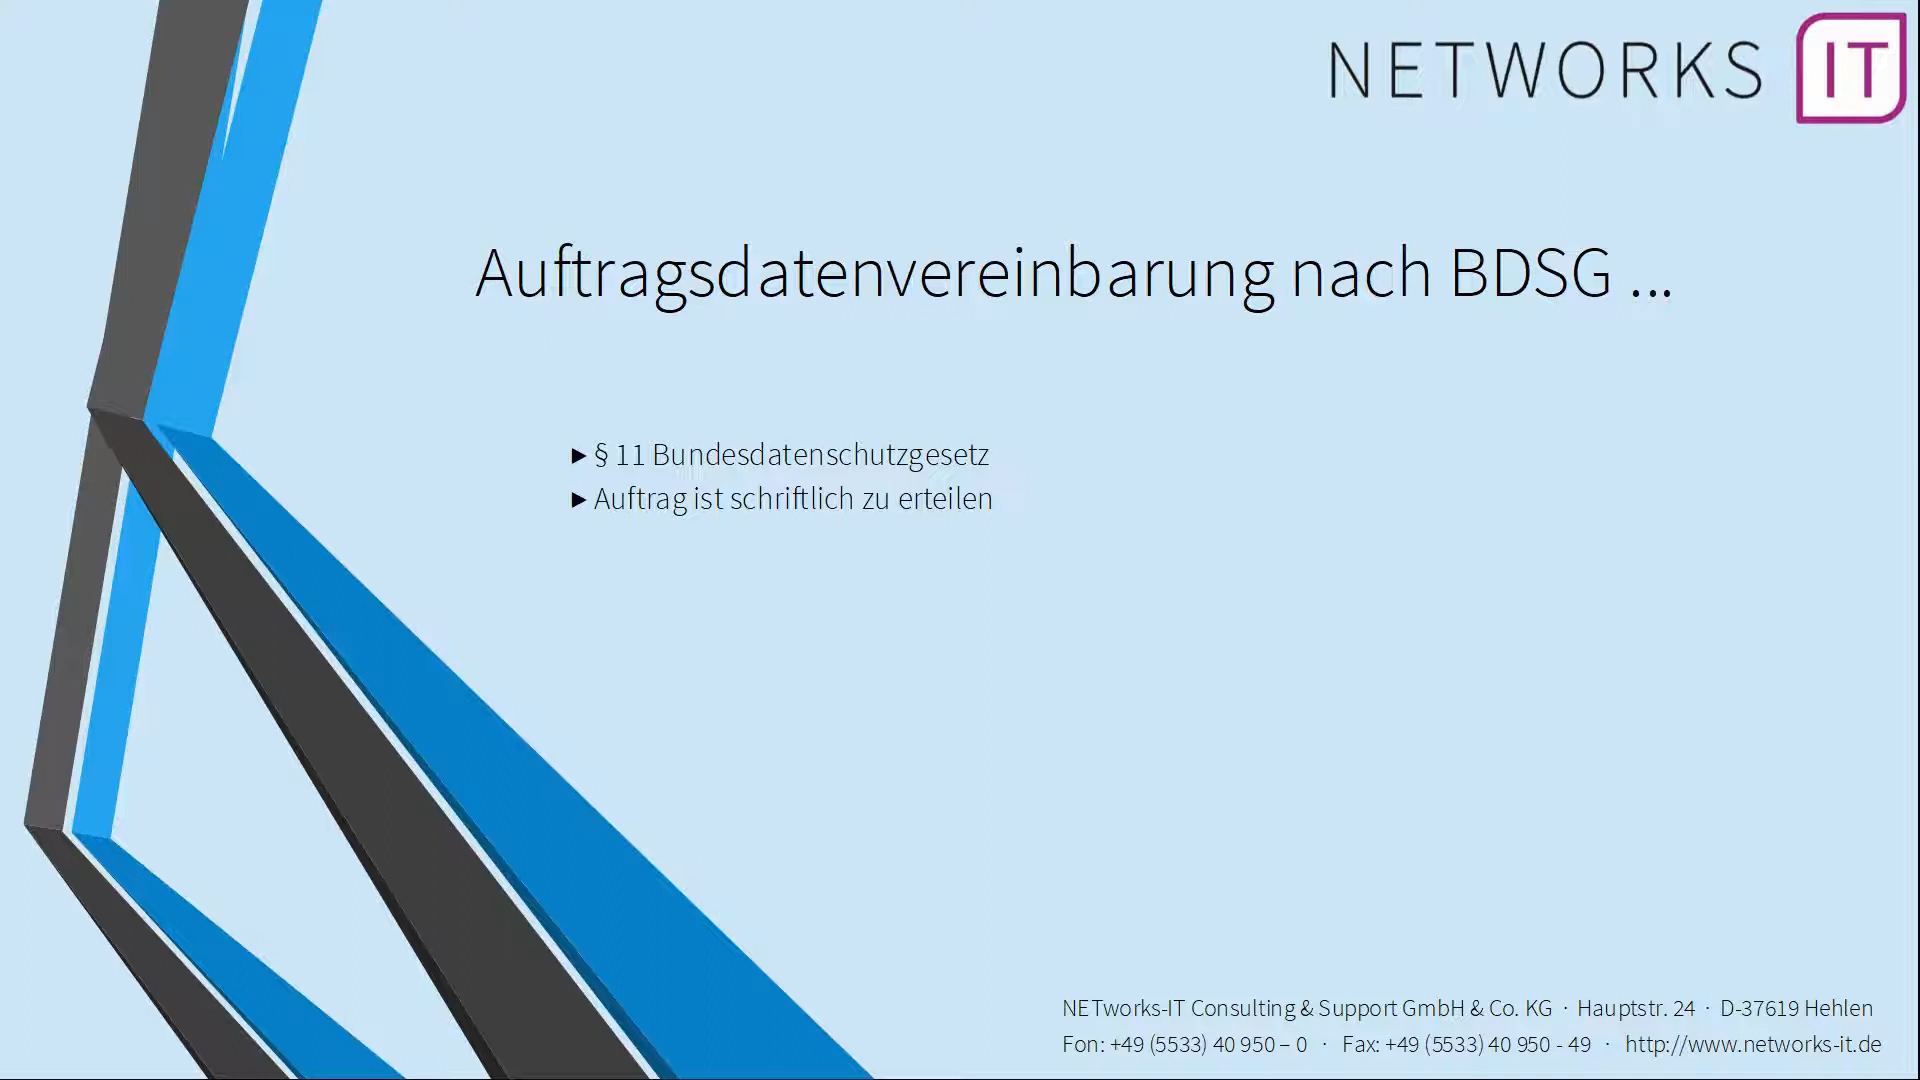 NETWORKS IT
Auftragsdatenvereinbarung nach BDSG ...
▶ § 11 Bundesdatenschutzgesetz
▶ Auftrag ist schriftlich zu erteilen
NETworks-IT Consulting & Support GmbH & Co. KG · Hauptstr. 24 · D-37619 Hehlen
Fon: +49 (5533) 40 950 – 0 · Fax: +49 (5533) 40 950 - 49 · http://www.networks-it.de